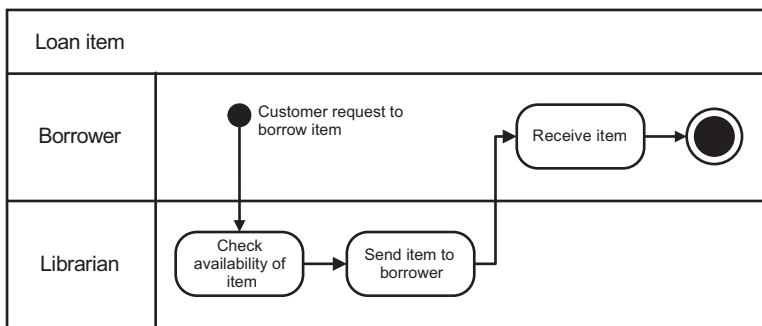 Loan item
Borrower
Customer request to
borrow item
Receive item
Librarian
Check
availability of
item
Send item to
borrower